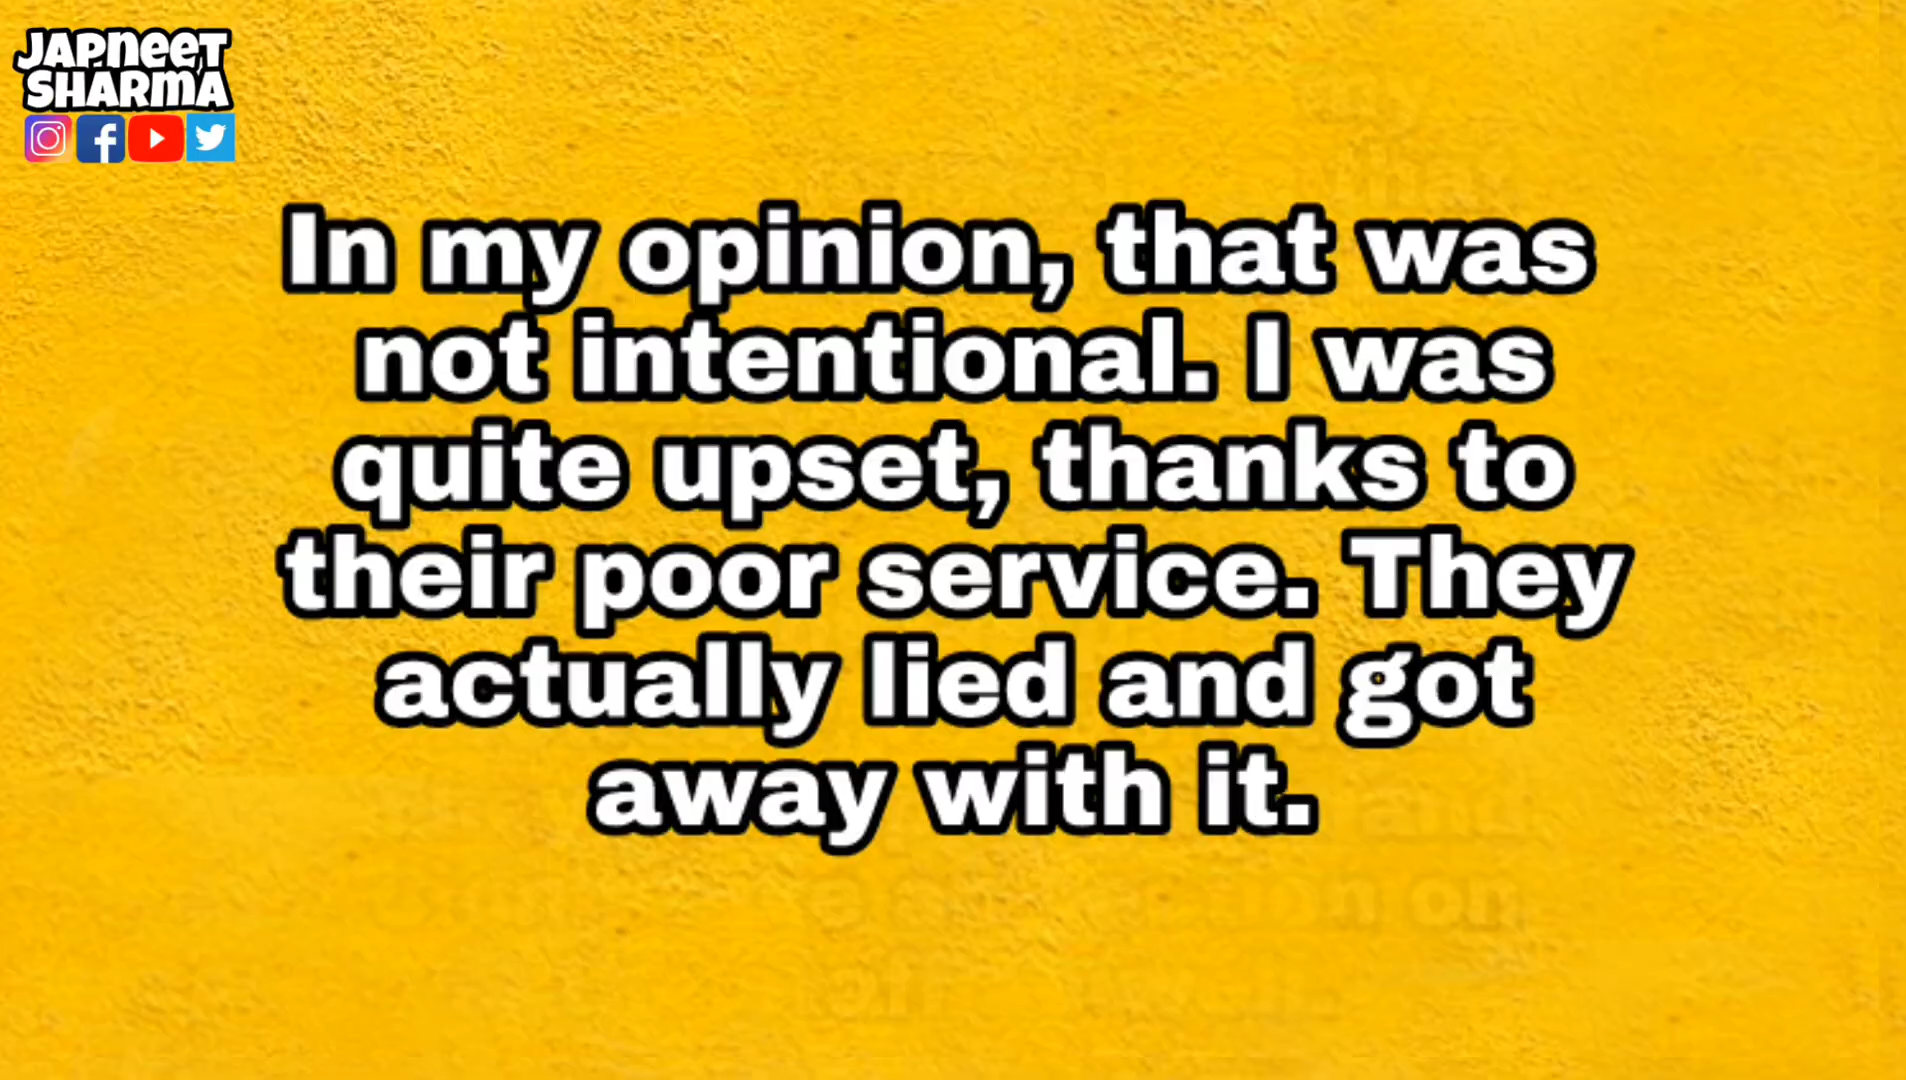 JAPNEET
SHARMA
In my opinion, that was
not intentional. I was
quite upset, thanks to
their poor service. They
actually lied and got
away with it.